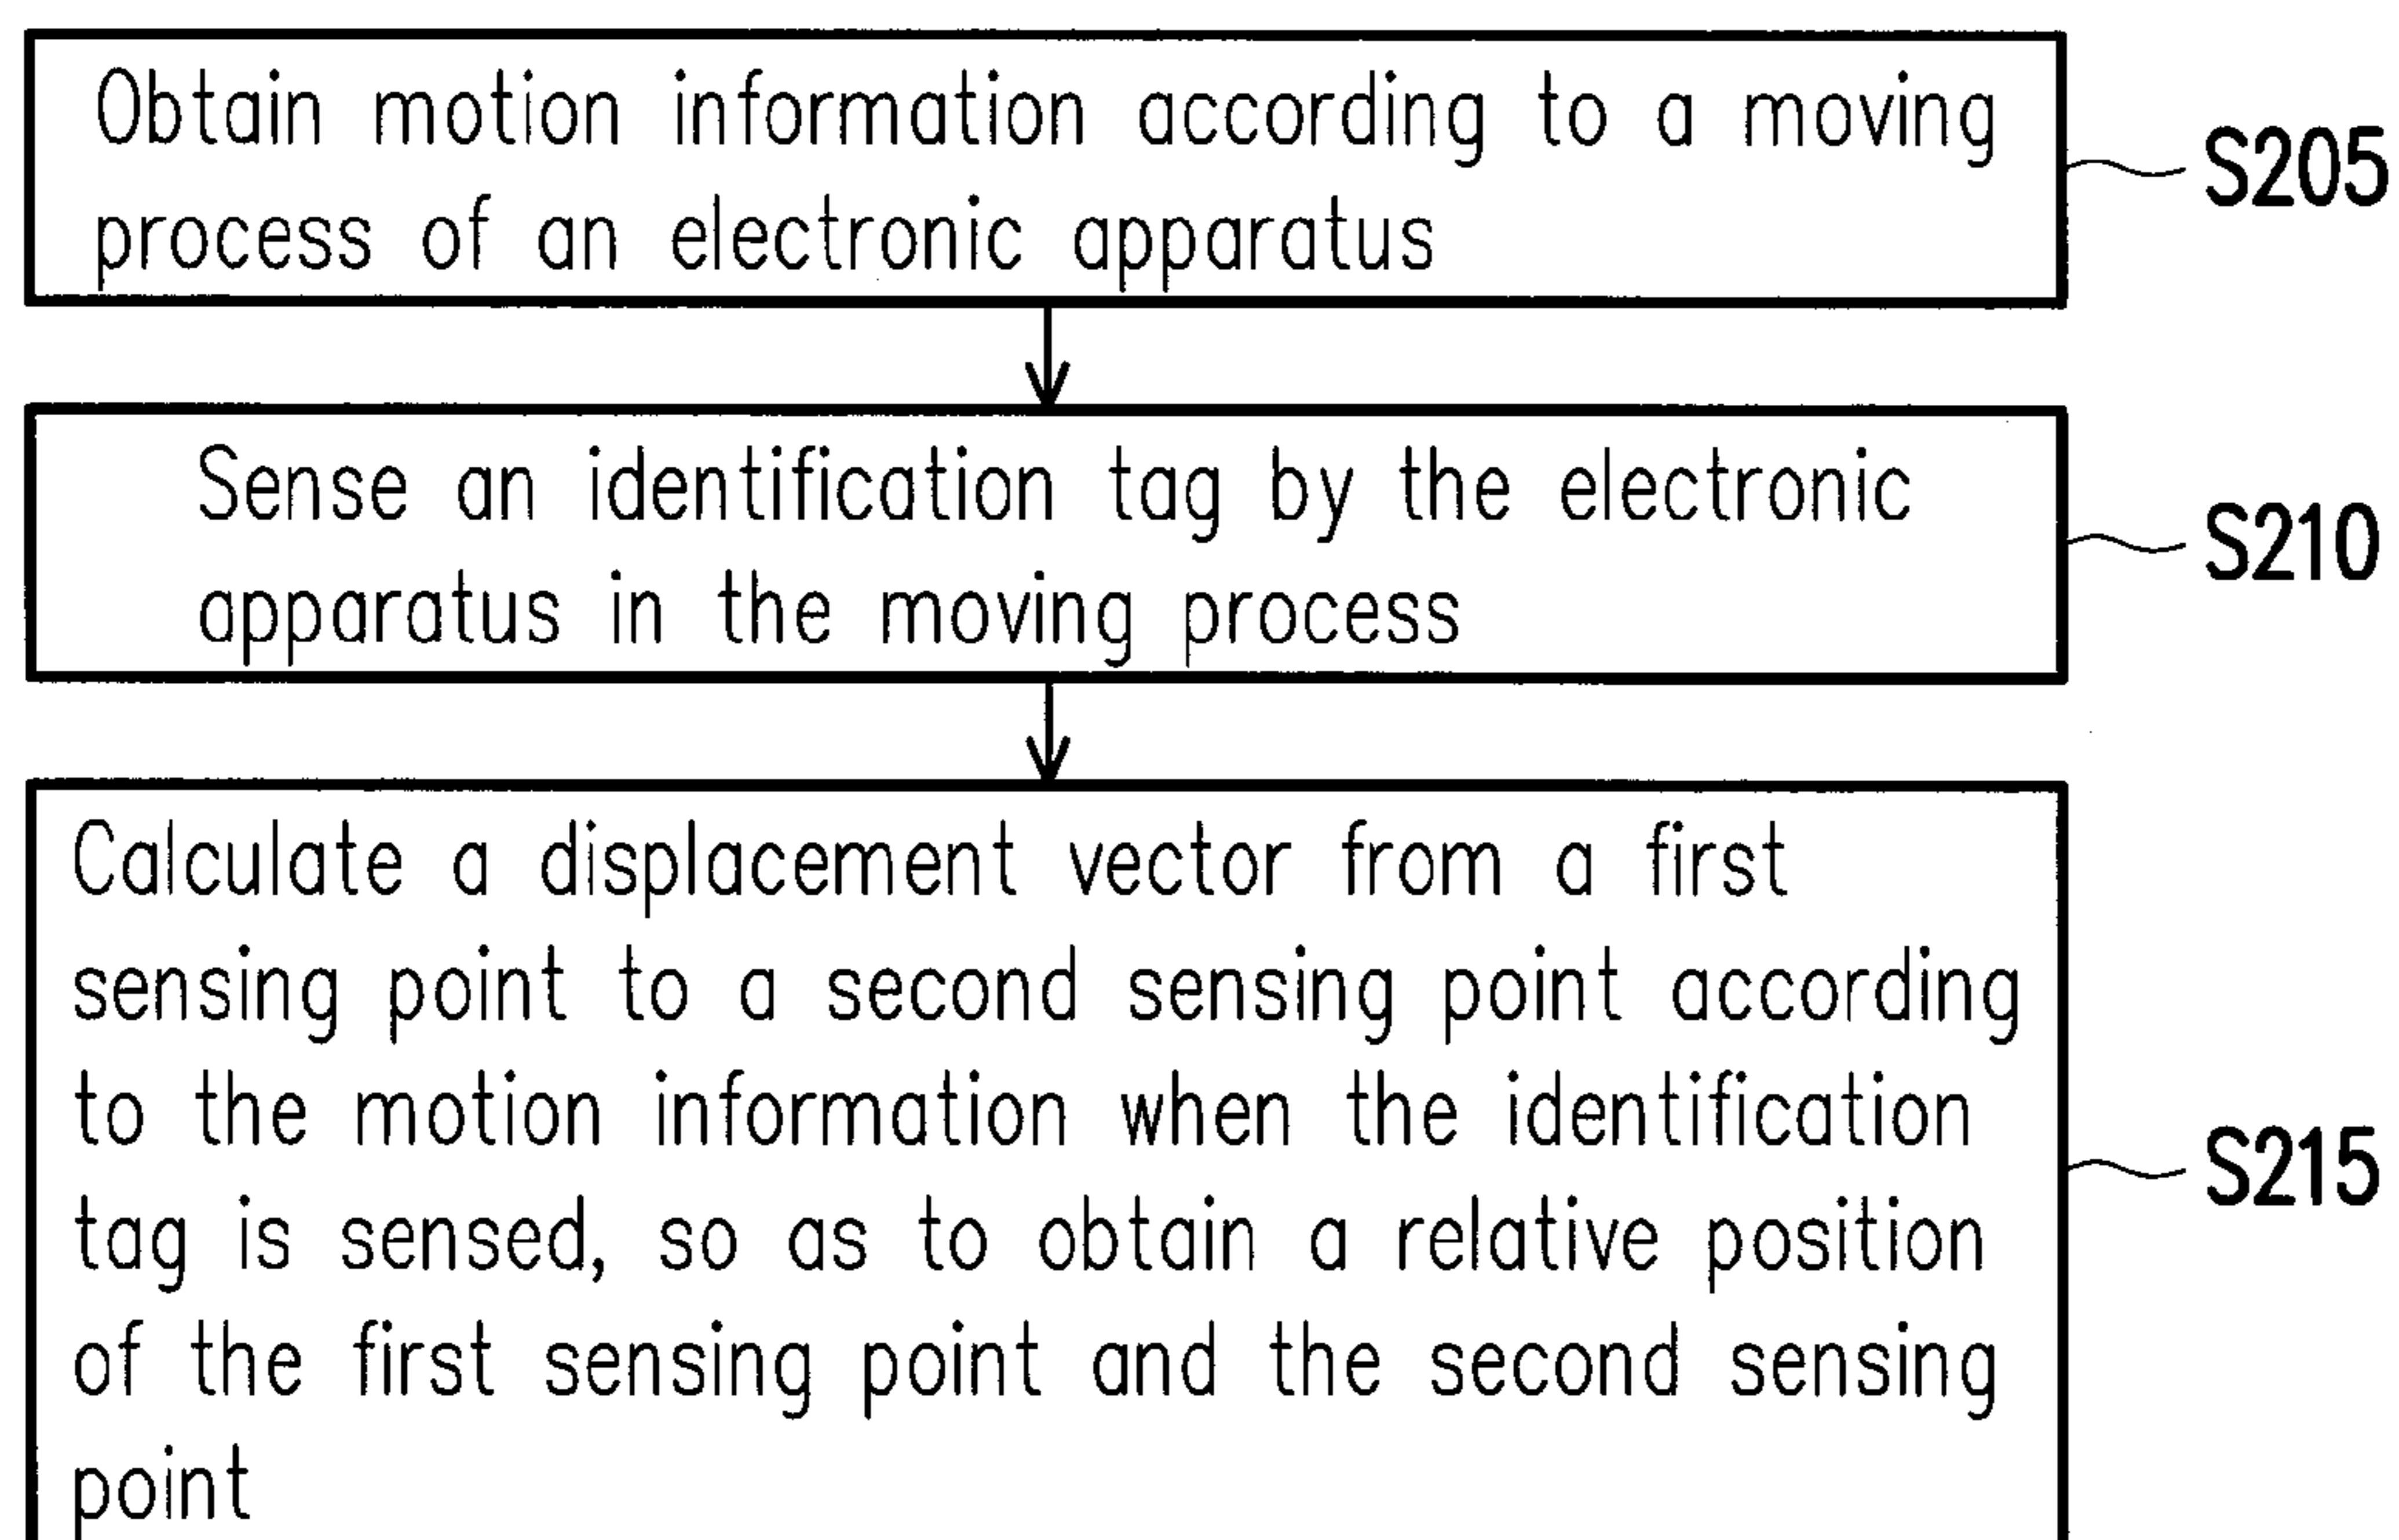 Obtain motion information according to a moving
process of an electronic apparatus
S205
Sense an identification tag by the electronic
apparatus in the moving process
S210
Calculate a displacement vector from a first
sensing point to a second sensing point according
to the motion information when the identification
tag is sensed, so as to obtain a relative position
of the first sensing point and the second sensing
point
S215